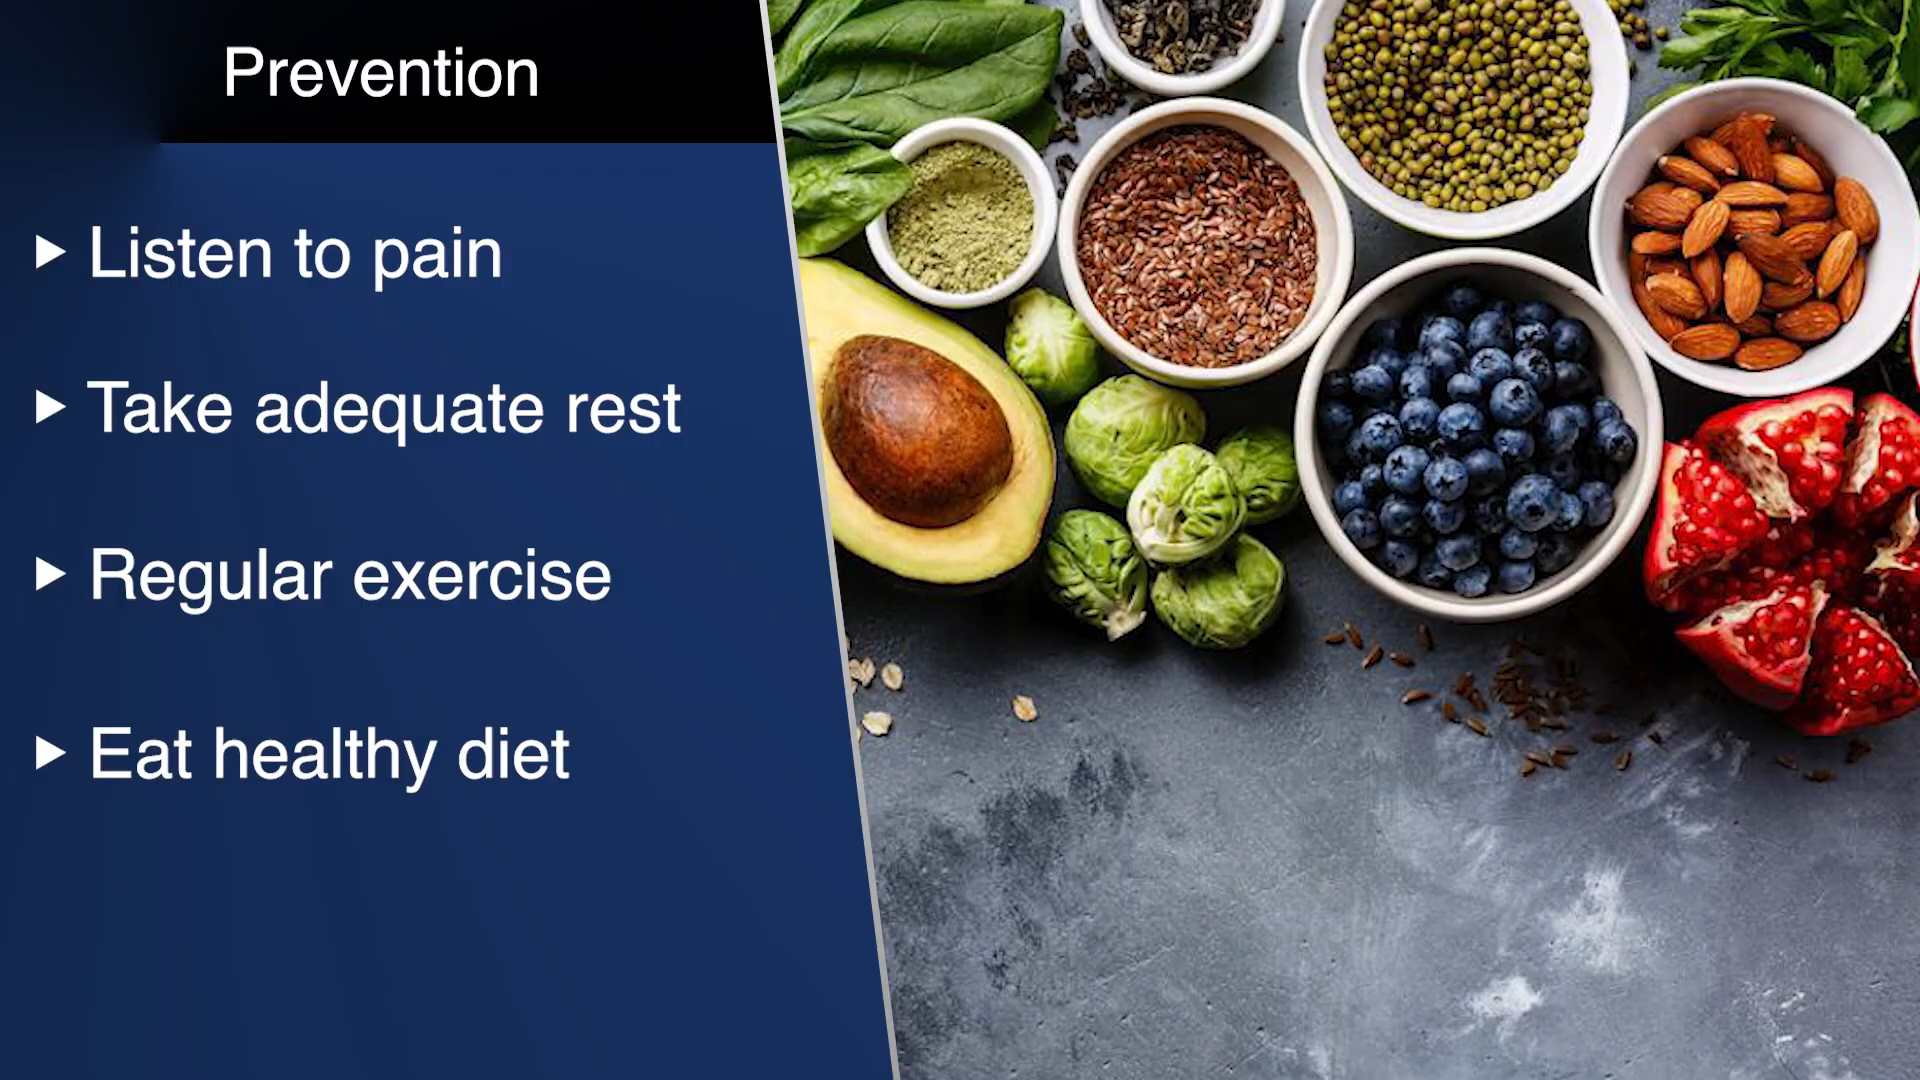 Prevention
Listen to pain
Take adequate rest
Regular exercise
Eat healthy diet